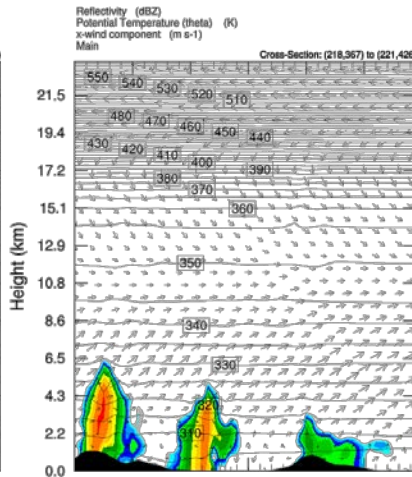 Reflectivity (dBZ)
Potential Temperature (theta) (K)
x-wind component (m s-1)
Main
Cross-Section: (218,367) to (221,426
550 540 530 520 510
21.5
480 470 460 450 440
19.4
430 420 410 400 390
17.2
380 370
360
15.1
12.9
350
10.8
Height (km)
8.6
340
6.5
330
4.3
320
2.2
310
0.0